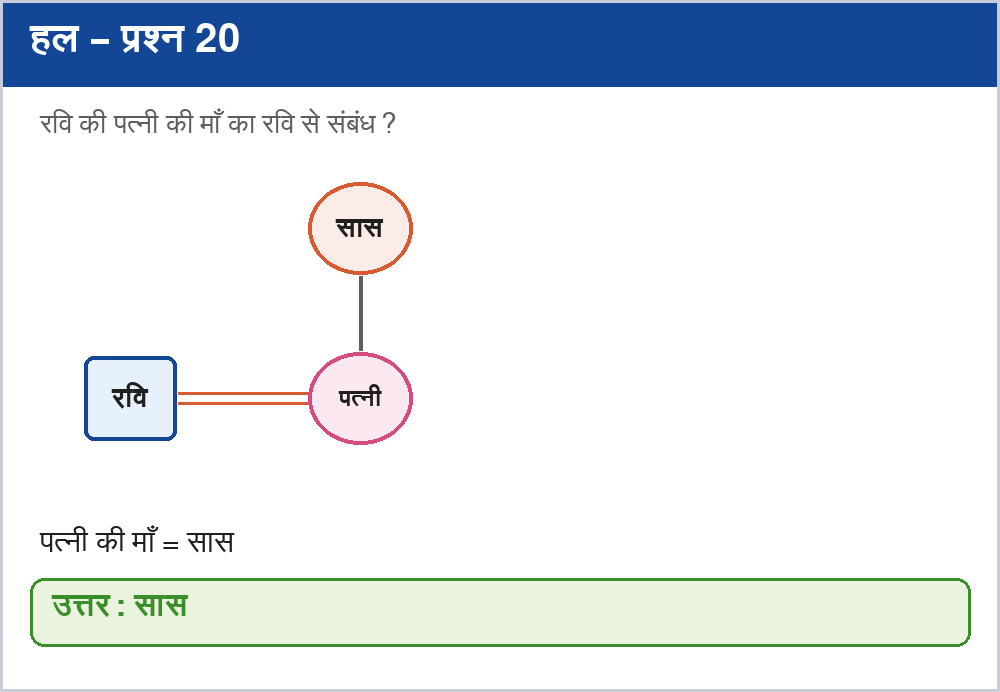 हल – प्रश्न 20
रवि की पत्नी की माँ का रवि से संबंध ?
सास
रवि
पत्नी
पत्नी की माँ = सास
उत्तर : सास